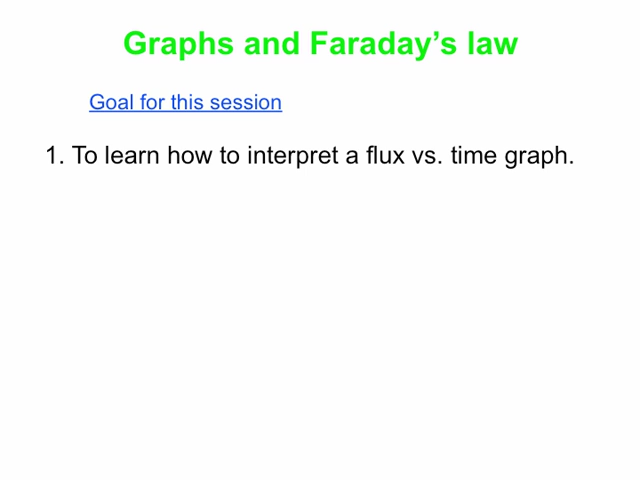 Graphs and Faraday’s law
Goal for this session
1. To learn how to interpret a flux vs. time graph.